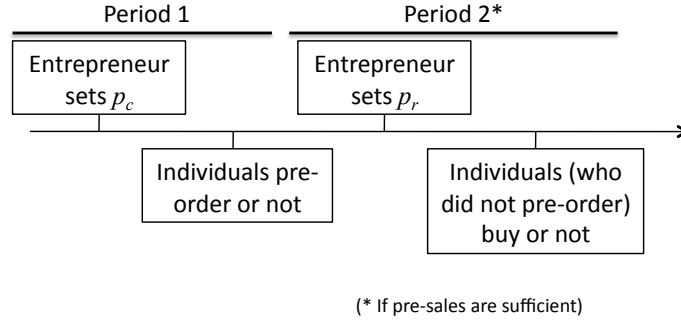 Period 1
Period 2*
Entrepreneur
sets p_c
Entrepreneur
sets p_r
Individuals pre-
order or not
Individuals (who
did not pre-order)
buy or not
(* If pre-sales are sufficient)